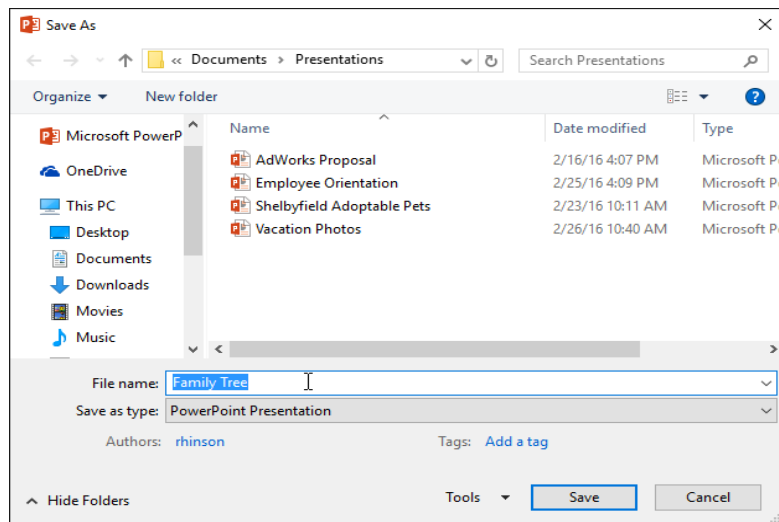 Save As
« Documents > Presentations
Search Presentations
Organize
New folder
Microsoft PowerP
OneDrive
This PC
Desktop
Documents
Downloads
Movies
Music
Name Date modified Type
AdWorks Proposal 2/16/16 4:07 PM Microsoft P
Employee Orientation 2/25/16 4:09 PM Microsoft P
Shelbyfield Adoptable Pets 2/23/16 10:11 AM Microsoft P
Vacation Photos 2/26/16 10:40 AM Microsoft P
File name: Family Tree
Save as type: PowerPoint Presentation
Authors: rhinson Tags: Add a tag
Hide Folders Tools Save Cancel